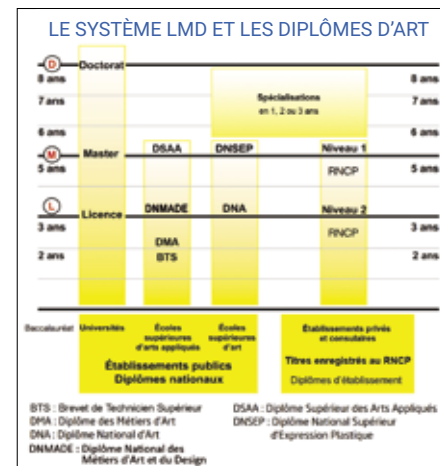 LE SYSTÈME LMD ET LES DIPLÔMES D’ART
D Doctorat
8 ans 8 ans
Spécialisations
en 1, 2 ou 3 ans
7 ans 7 ans
6 ans 6 ans
M Master DSAA DNSEP Niveau 1
5 ans RNCP 5 ans
L Licence DNMADE DNA Niveau 2
3 ans RNCP 3 ans
DMA
2 ans BTS 2 ans
Baccalauréat Universités Écoles supérieures d'arts appliqués Écoles supérieures d'art Établissements privés et consulaires
Établissements publics
Diplômes nationaux
Titres enregistrés au RNCP
Diplômes d'établissement
BTS : Brevet de Technicien Supérieur
DMA : Diplôme des Métiers d'Art
DNA : Diplôme National d'Art
DNMADE : Diplôme National des
Métiers d'Art et du Design
DSAA : Diplôme Supérieur des Arts Appliqués
DNSEP : Diplôme National Supérieur
d'Expression Plastique